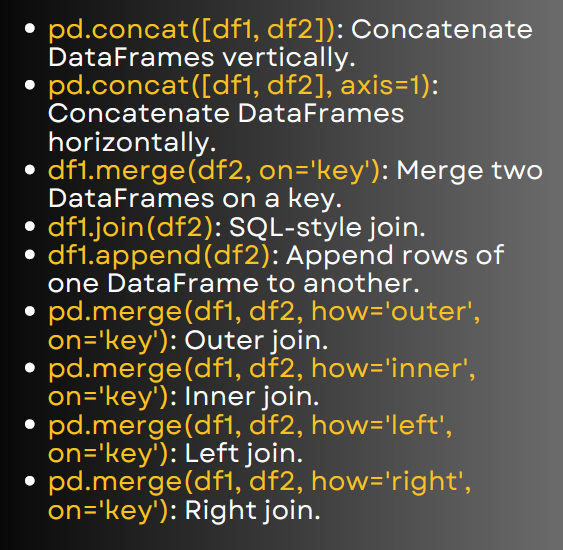 • pd.concat([df1, df2]): Concatenate
DataFrames vertically.
• pd.concat([df1, df2], axis=1):
Concatenate DataFrames
horizontally.
• df1.merge(df2, on='key'): Merge two
DataFrames on a key.
• df1.join(df2): SQL-style join.
• df1.append(df2): Append rows of
one DataFrame to another.
• pd.merge(df1, df2, how='outer',
on='key'): Outer join.
• pd.merge(df1, df2, how='inner',
on='key'): Inner join.
• pd.merge(df1, df2, how='left',
on='key'): Left join.
• pd.merge(df1, df2, how='right',
on='key'): Right join.